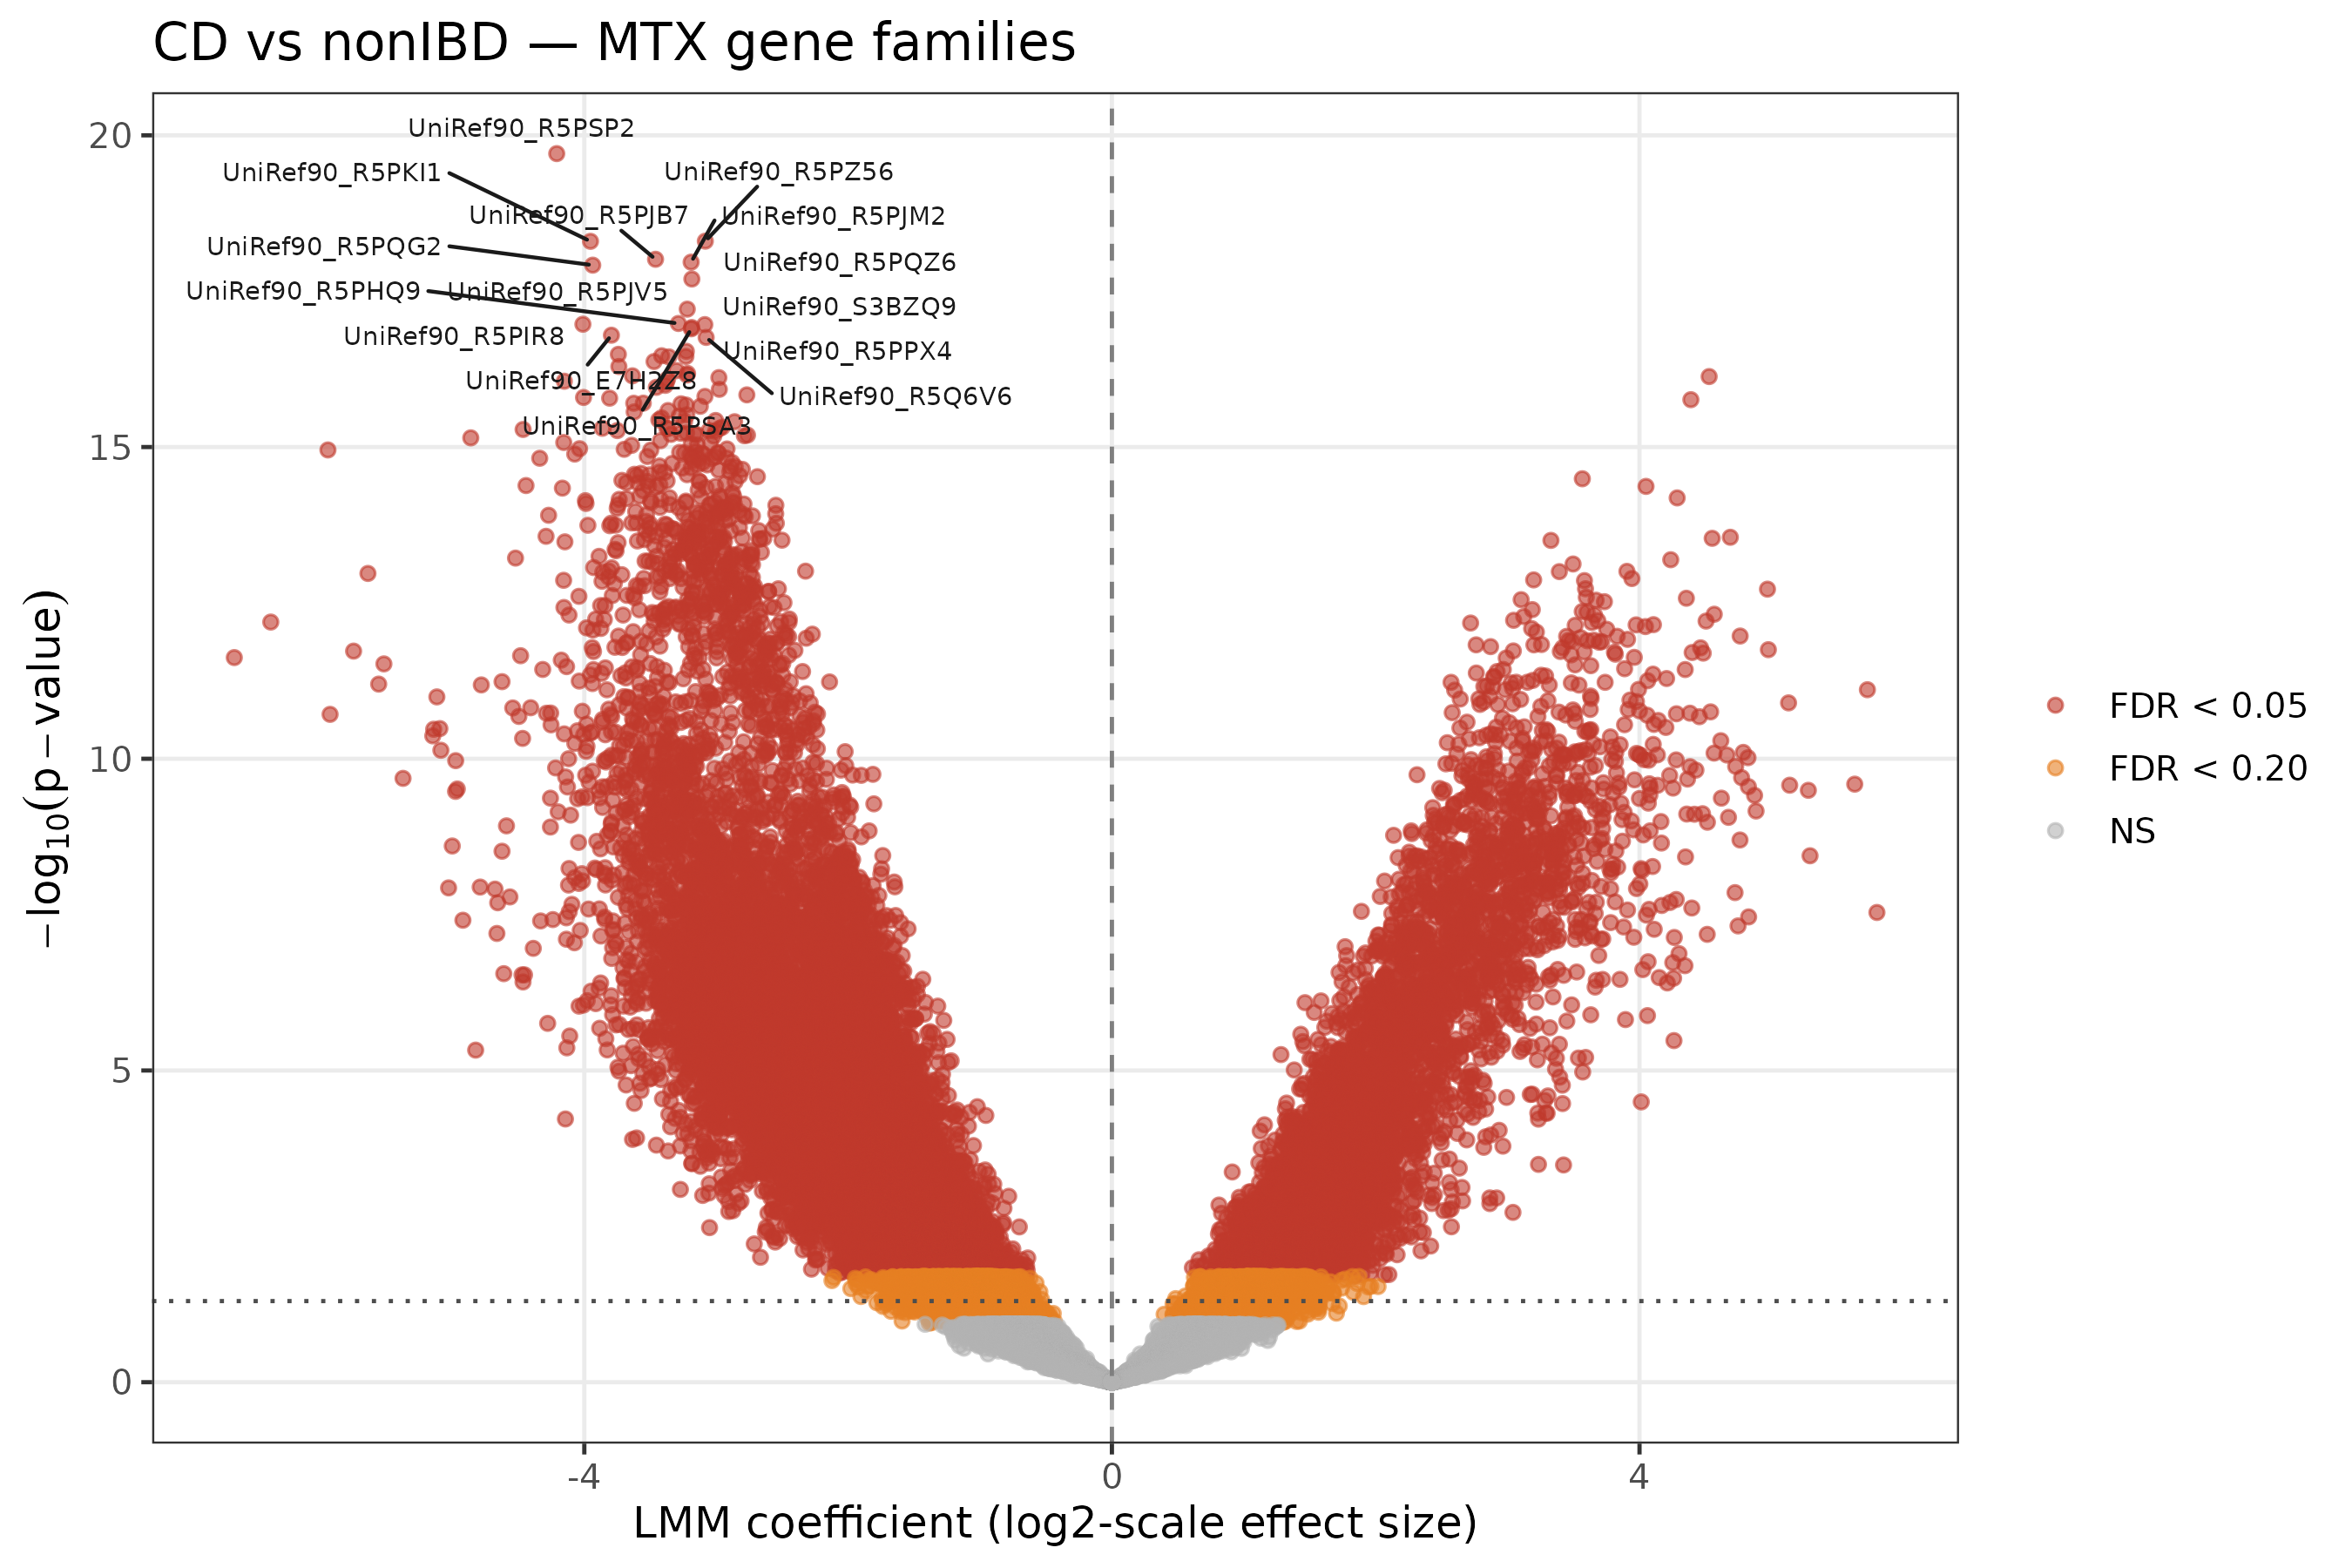 CD vs nonIBD — MTX gene families
20
15
10
5
0
−log10(p−value)
UniRef90_R5PSP2
UniRef90_R5PKI1
UniRef90_R5PZ56
UniRef90_R5PJB7
UniRef90_R5PJM2
UniRef90_R5PQG2
UniRef90_R5PQZ6
UniRef90_R5PHQ9
UniRef90_R5PJV5
UniRef90_S3BZQ9
UniRef90_R5PIR8
UniRef90_R5PPX4
UniRef90_E7H2Z8
UniRef90_R5Q6V6
UniRef90_R5PSA3
FDR < 0.05
FDR < 0.20
NS
-4
0
4
LMM coefficient (log2-scale effect size)